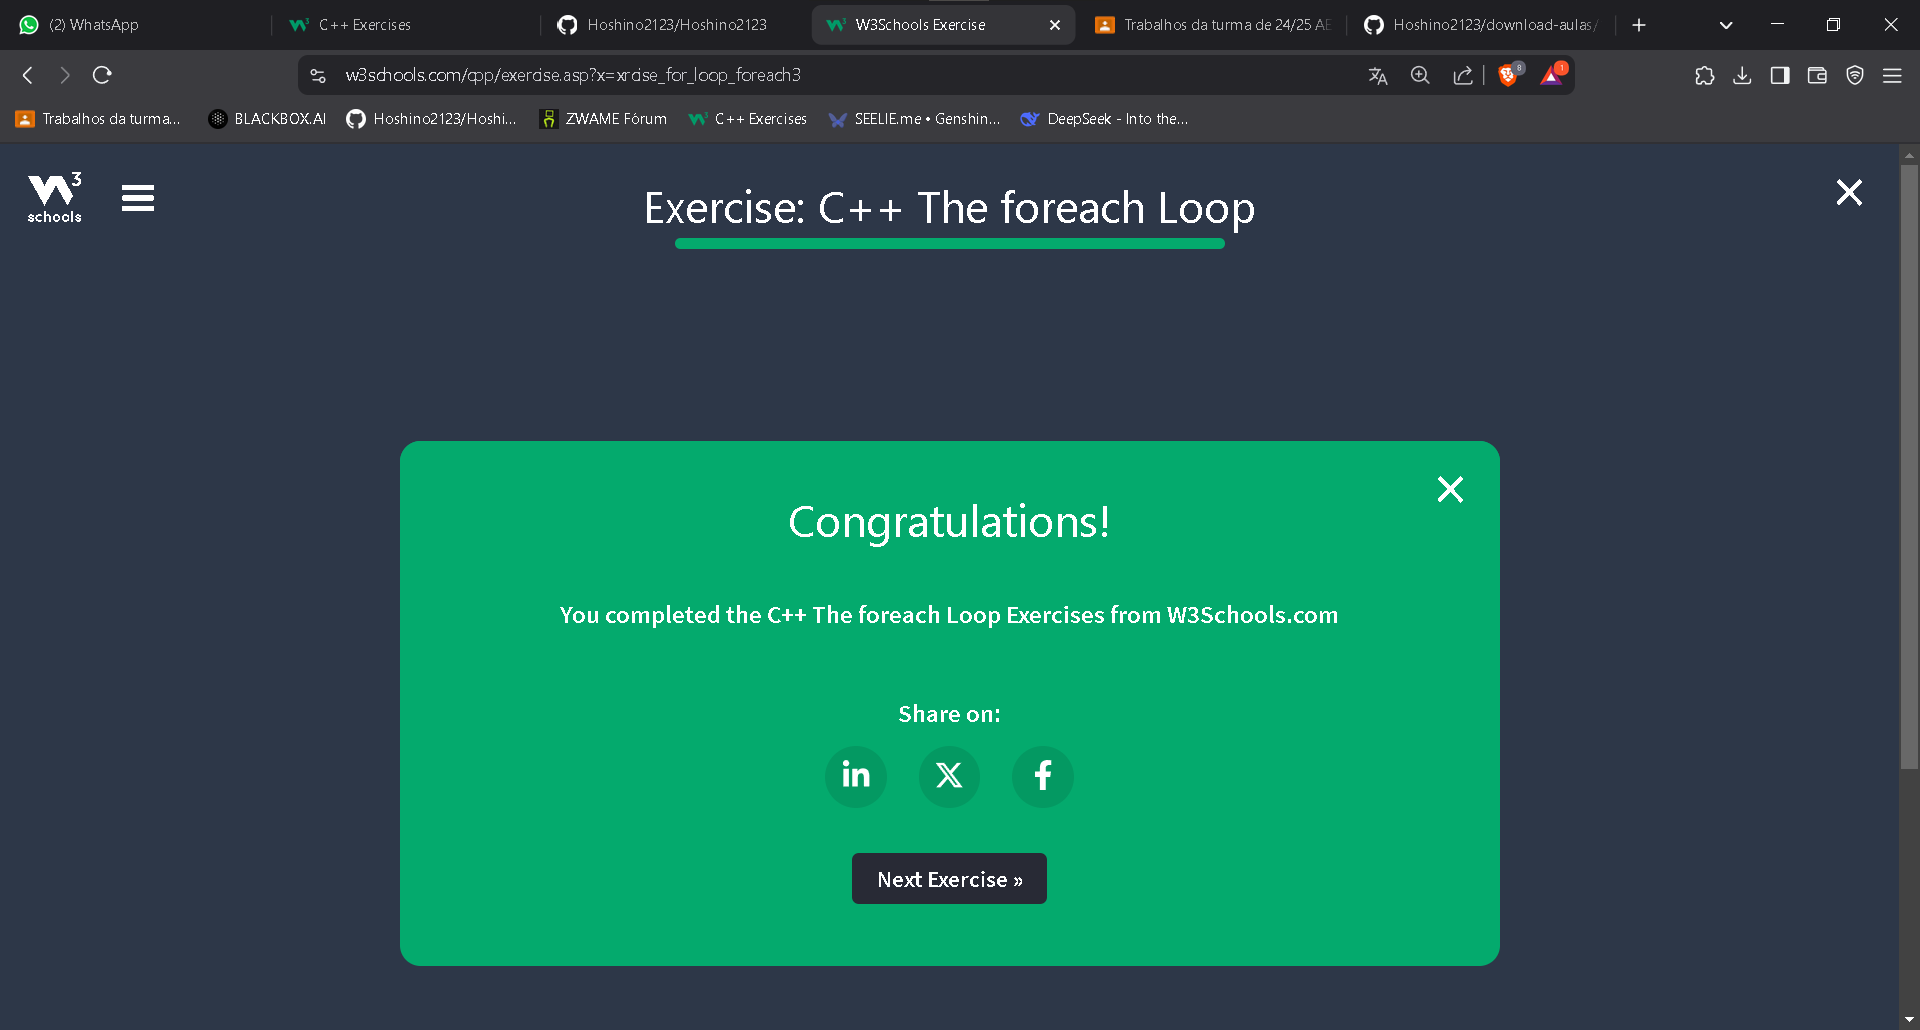 (2) WhatsApp
C++ Exercises
Hoshino2123/Hoshino2123
W3Schools Exercise
Trabalhos da turma de 24/25 AE
Hoshino2123/download-aulas/
w3schools.com/cpp/exercise.asp?x=xrcise_for_loop_foreach3
8
1
Trabalhos da turma...
BLACKBOX.AI
Hoshino2123/Hoshi...
ZWAME Fórum
C++ Exercises
SEELIE.me • Genshin...
DeepSeek - Into the...
W3
schools
Exercise: C++ The foreach Loop
Congratulations!
You completed the C++ The foreach Loop Exercises from W3Schools.com
Share on:
in
X
f
Next Exercise »